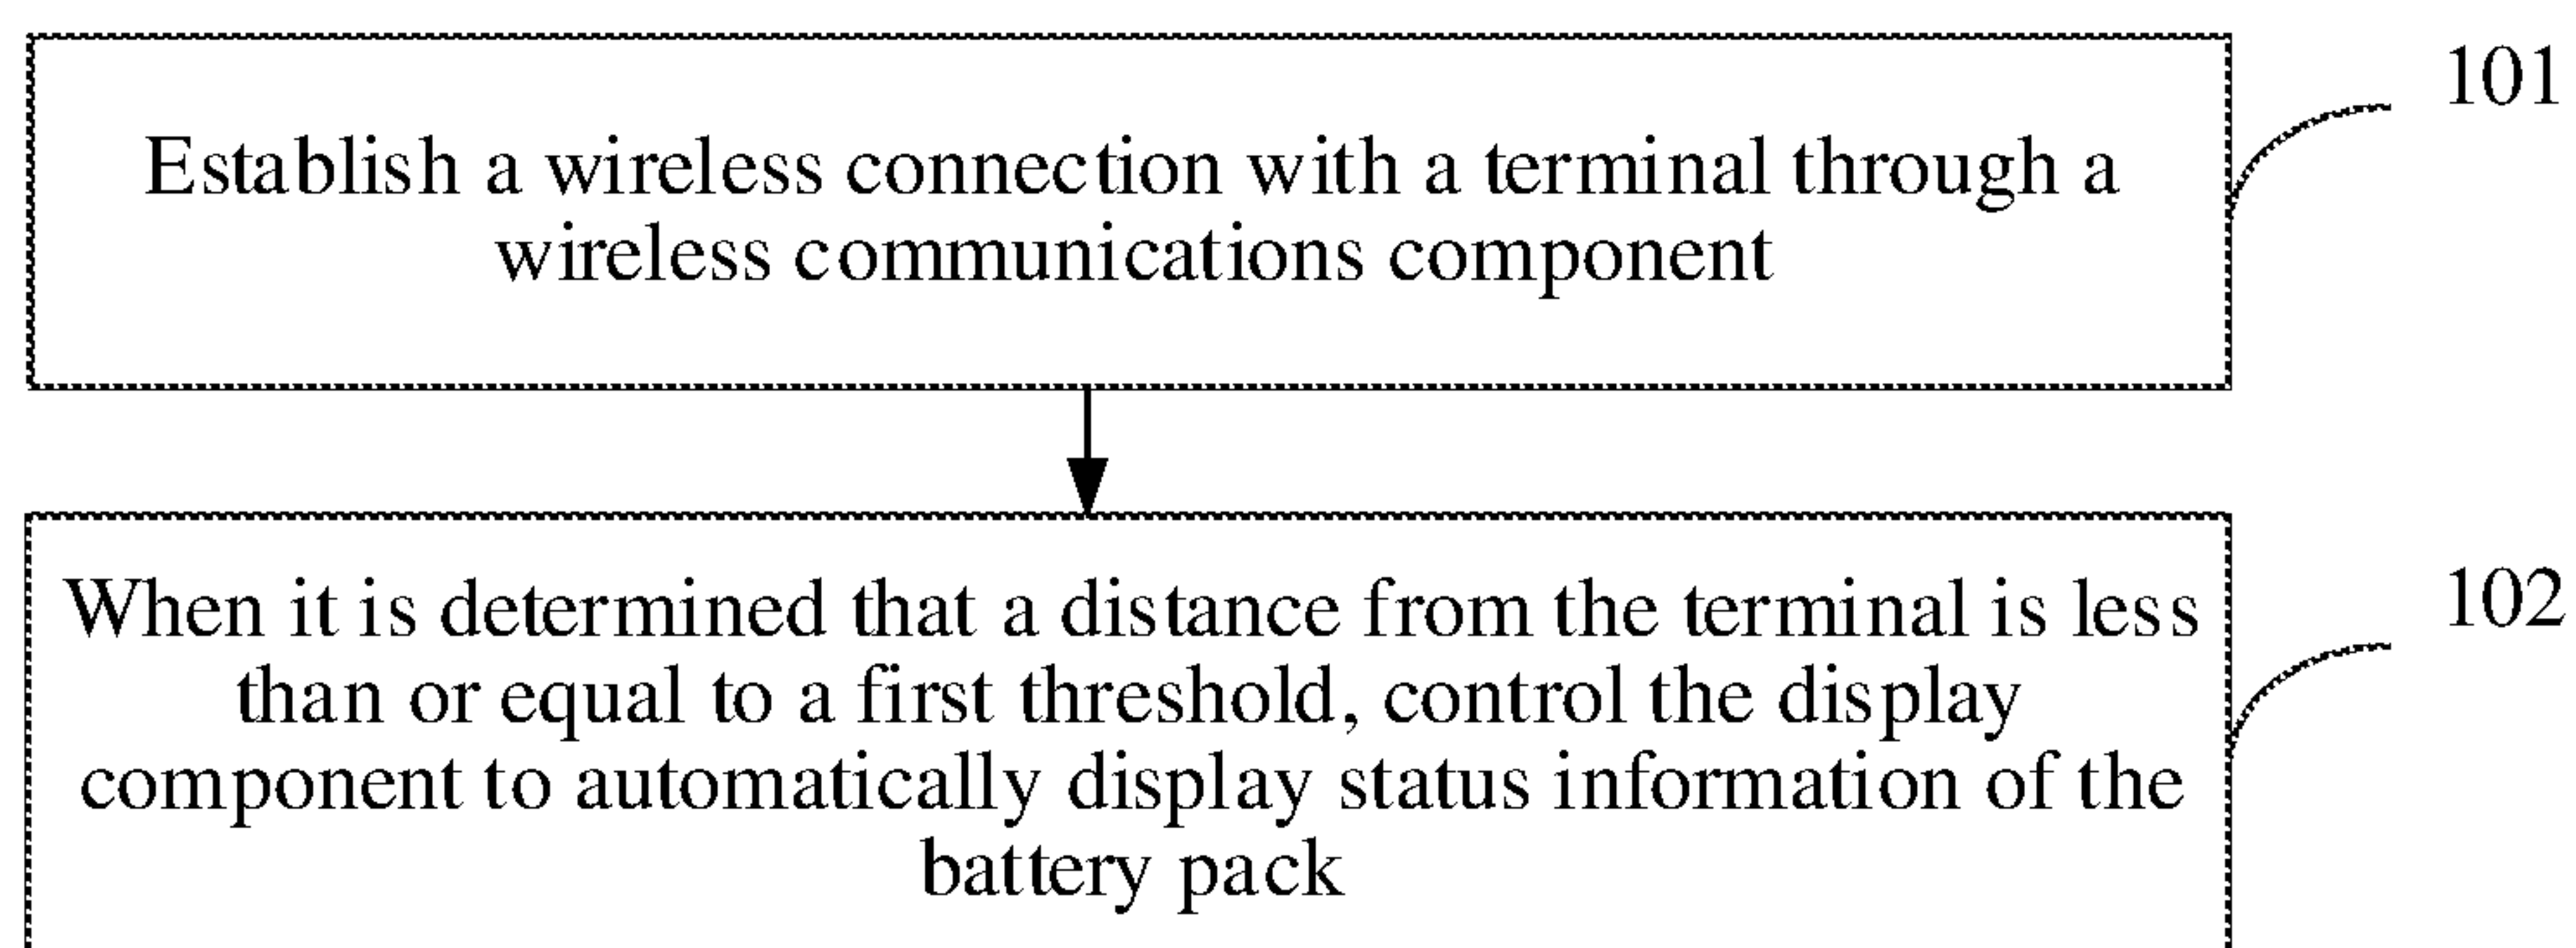 101
Establish a wireless connection with a terminal through a
wireless communications component
102
When it is determined that a distance from the terminal is less
than or equal to a first threshold, control the display
component to automatically display status information of the
battery pack